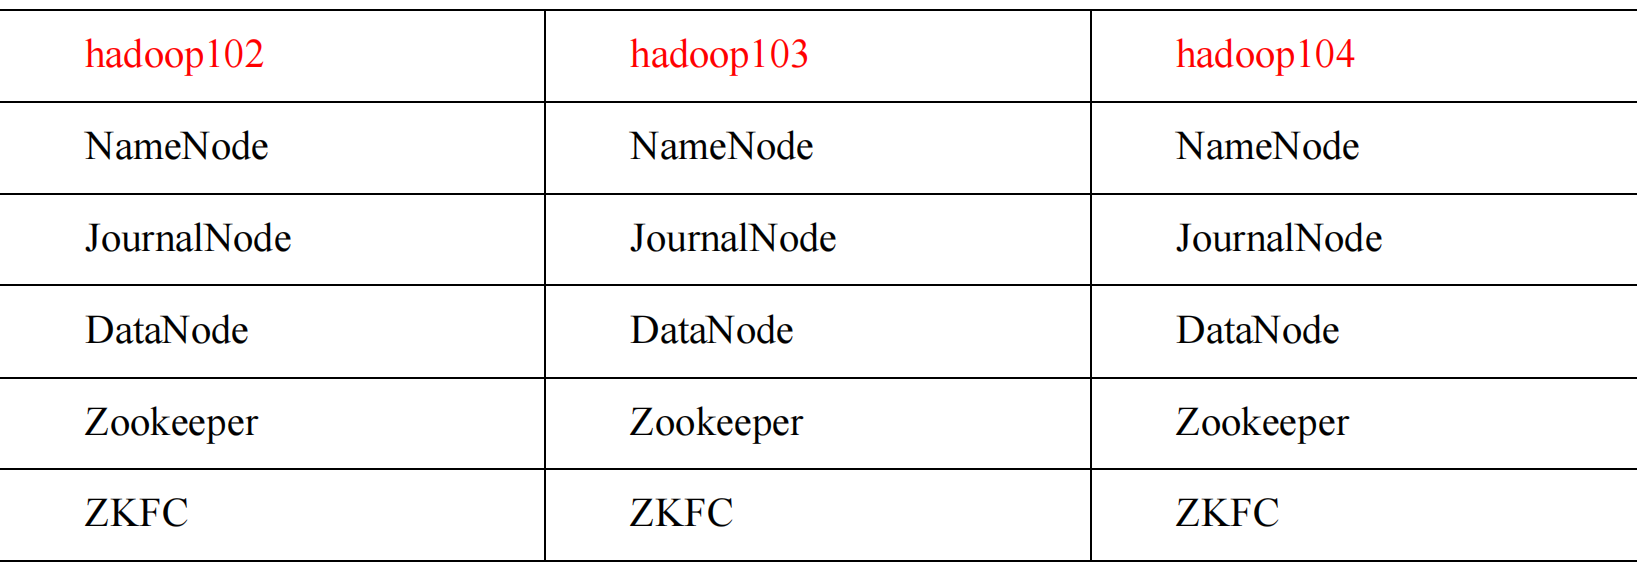 hadoop102 hadoop103 hadoop104
NameNode NameNode NameNode
JournalNode JournalNode JournalNode
DataNode DataNode DataNode
Zookeeper Zookeeper Zookeeper
ZKFC ZKFC ZKFC